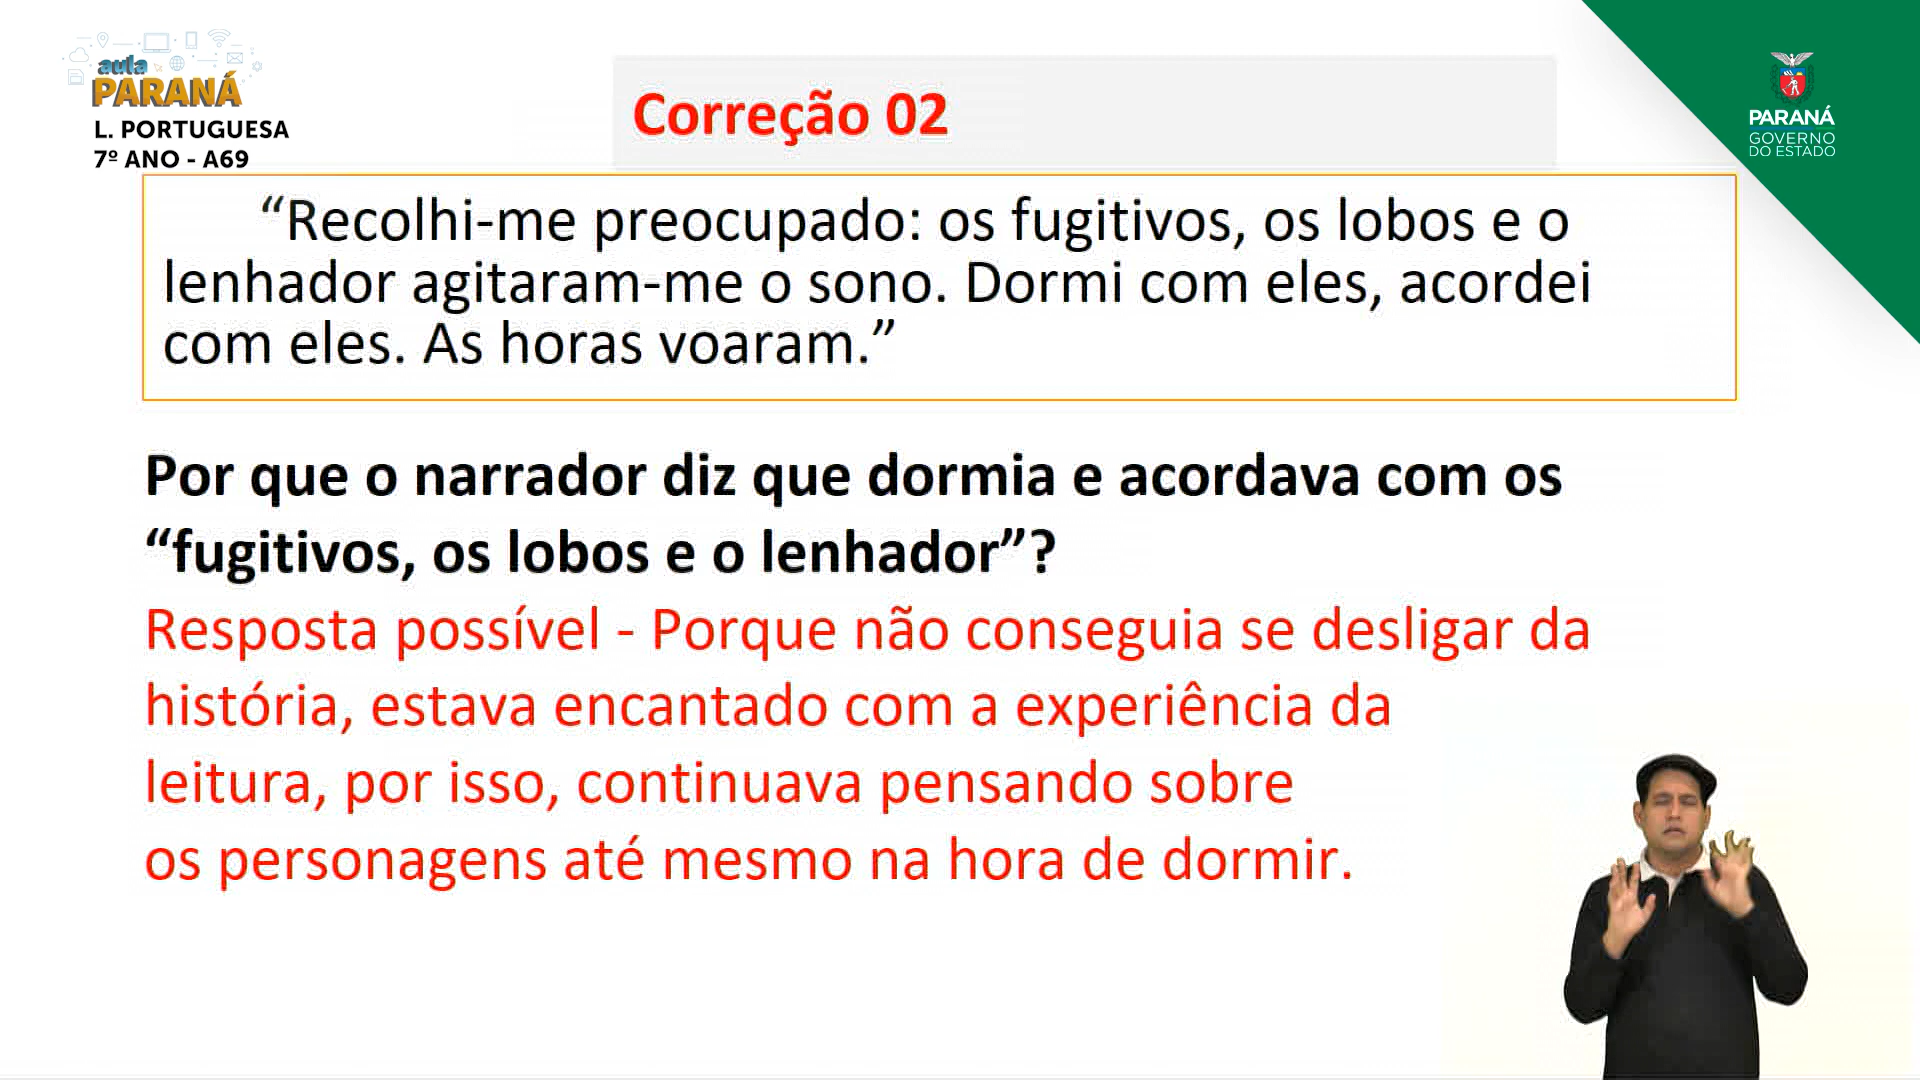 aula
PARANÁ
L. PORTUGUESA
7º ANO - A69
Correção 02
PARANÁ
GOVERNO
DO ESTADO
“Recolhi-me preocupado: os fugitivos, os lobos e o
lenhador agitaram-me o sono. Dormi com eles, acordei
com eles. As horas voaram.”
Por que o narrador diz que dormia e acordava com os
“fugitivos, os lobos e o lenhador”?
Resposta possível - Porque não conseguia se desligar da
história, estava encantado com a experiência da
leitura, por isso, continuava pensando sobre
os personagens até mesmo na hora de dormir.